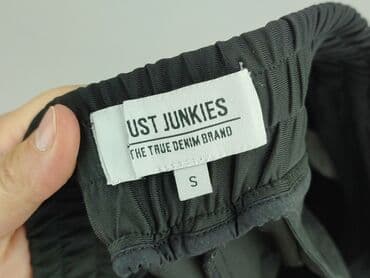 UST JUNKIES
THE TRUE DENIM BRAND
S